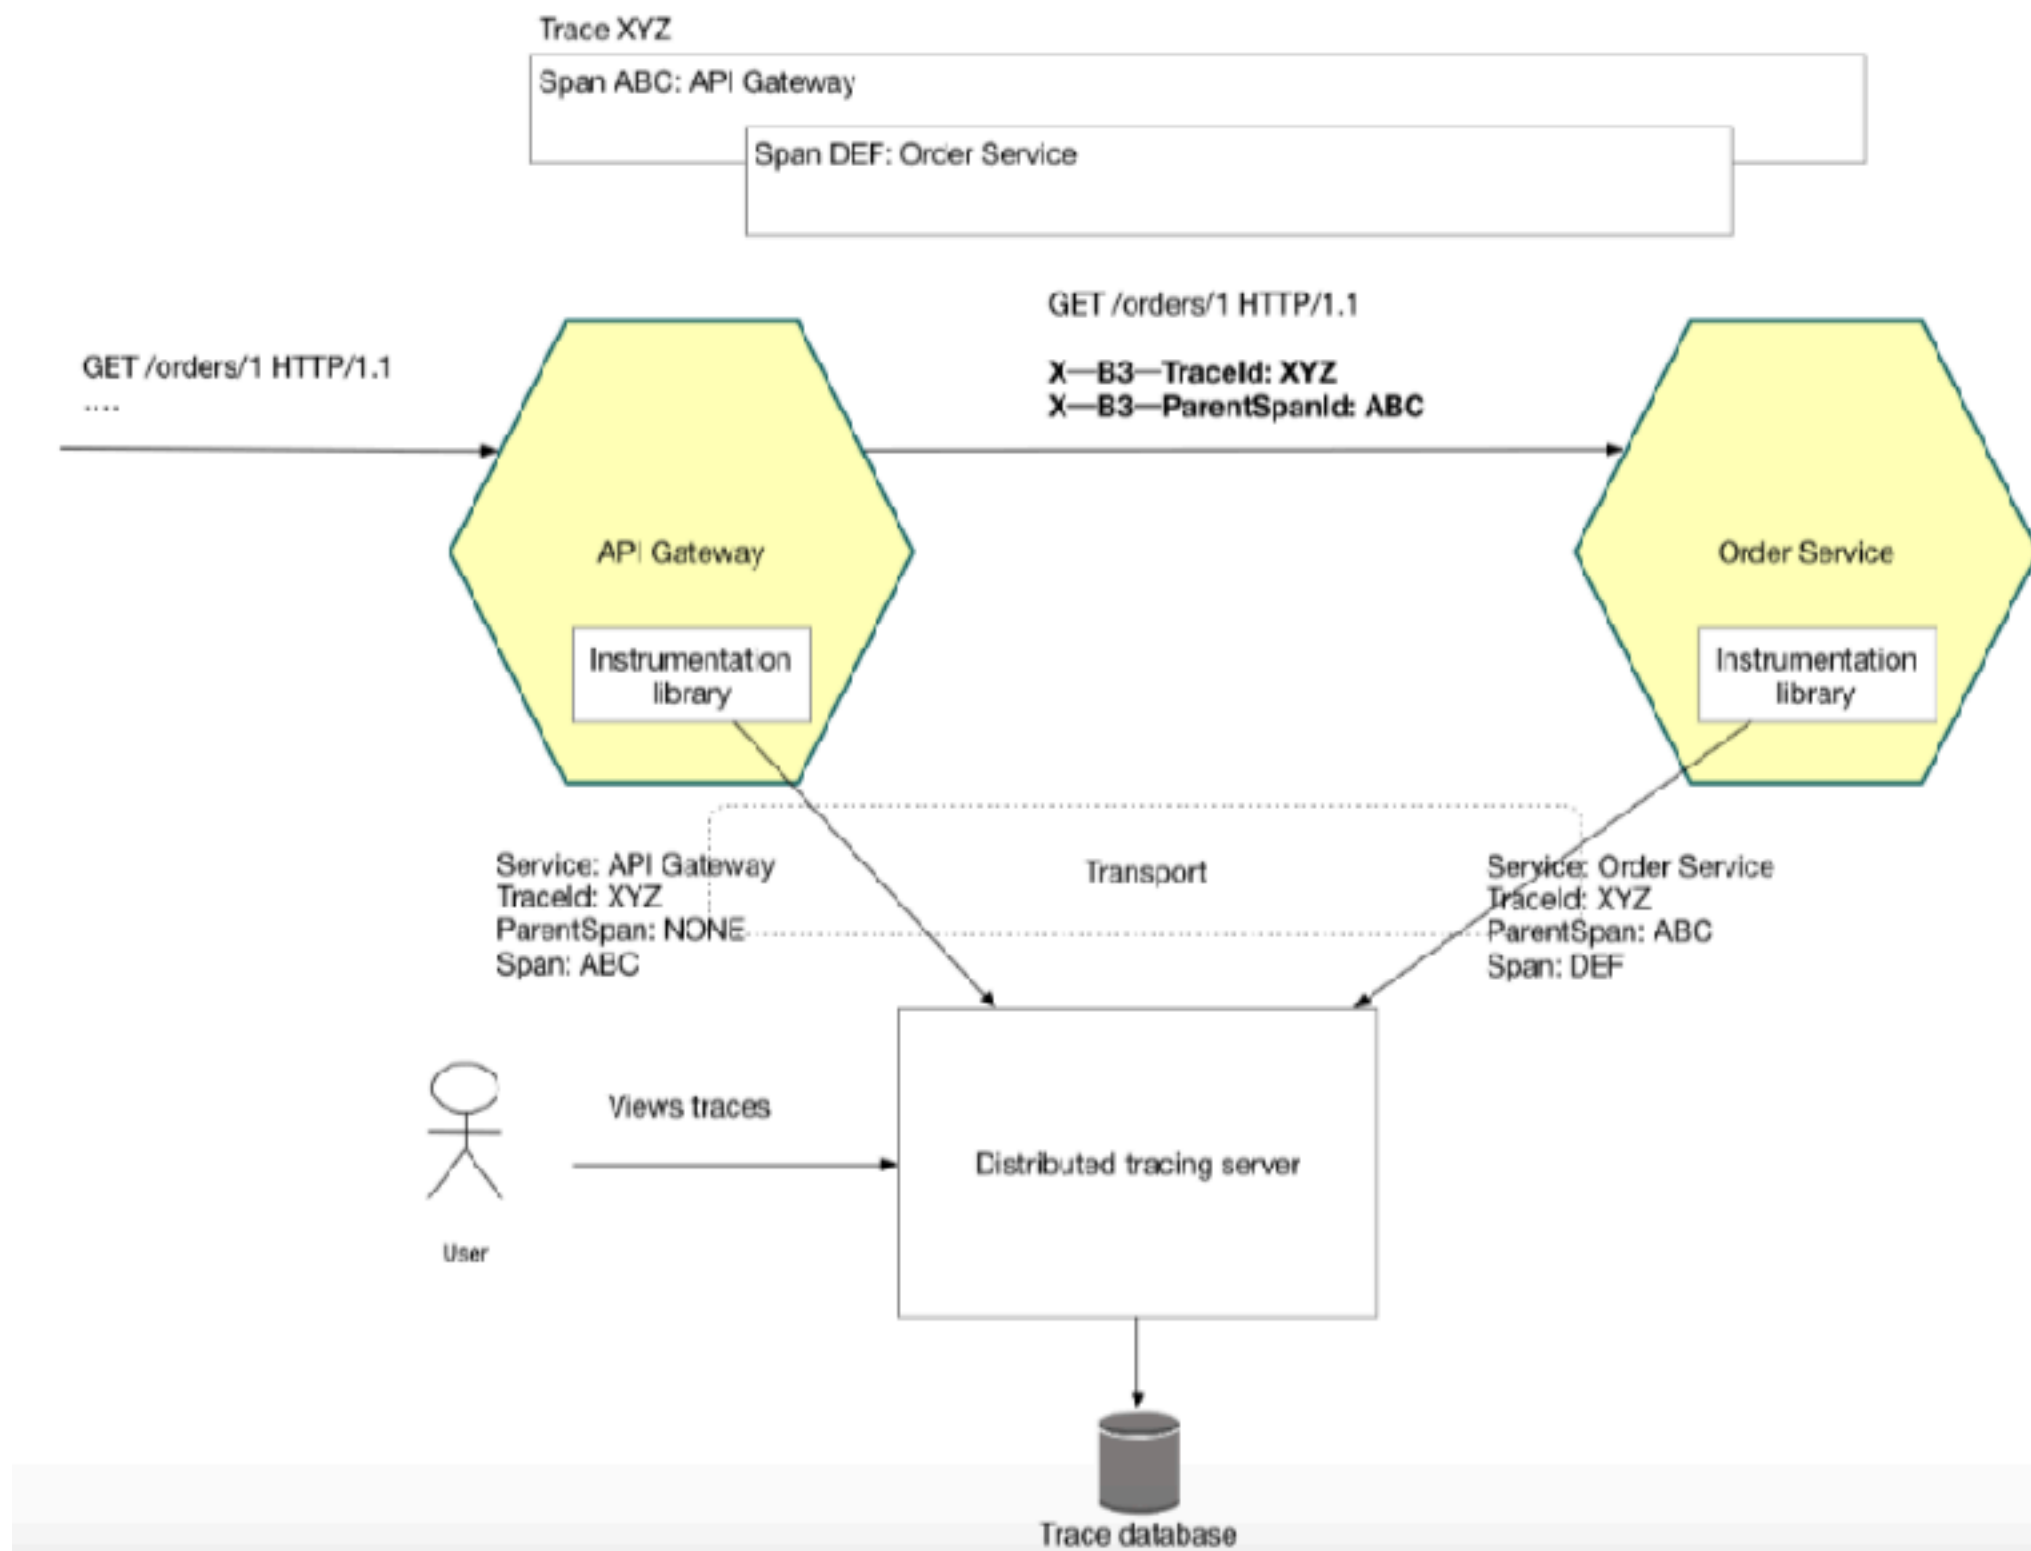 Trace XYZ
Span ABC: API Gateway
Span DEF: Order Service
GET /orders/1 HTTP/1.1
....
GET /orders/1 HTTP/1.1
X—B3—TraceId: XYZ
X—B3—ParentSpanId: ABC
API Gateway
Order Service
Instrumentation
library
Instrumentation
library
Transport
Service: API Gateway
TraceId: XYZ
ParentSpan: NONE
Span: ABC
Service: Order Service
TraceId: XYZ
ParentSpan: ABC
Span: DEF
Views traces
User
Distributed tracing server
Trace database